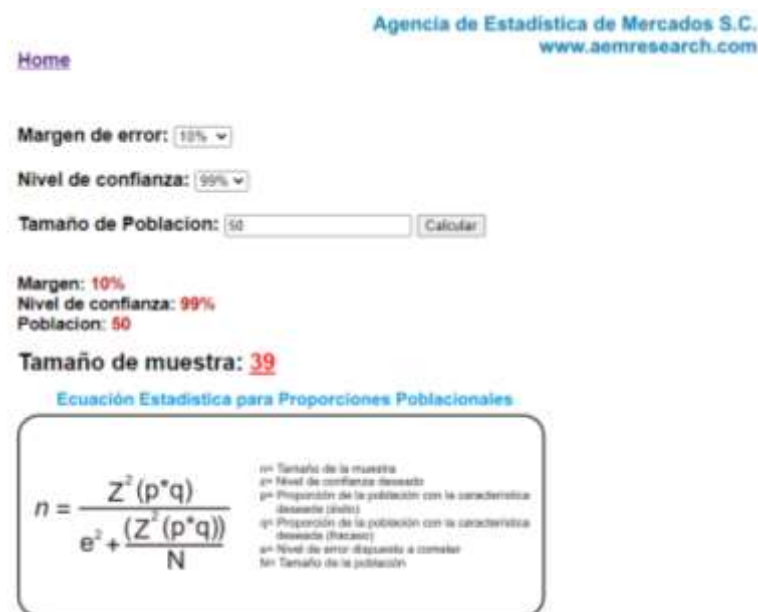 Agencia de Estadística de Mercados S.C.
www.aemresearch.com
Home
Margen de error: 10%
Nivel de confianza: 99%
Tamaño de Poblacion: 50 Calcular
Margen: 10%
Nivel de confianza: 99%
Poblacion: 50
Tamaño de muestra: 39
Ecuación Estadistica para Proporciones Poblacionales
n = Z²(p*q) / e² + (Z²(p*q)) / N
n= Tamaño de la muestra
z= Nivel de confianza deseado
p= Proporción de la población con la característica
deseada (éxito)
q= Proporción de la población con la característica
deseada (fracaso)
e= Nivel de error dispuesto a cometer
N= Tamaño de la población